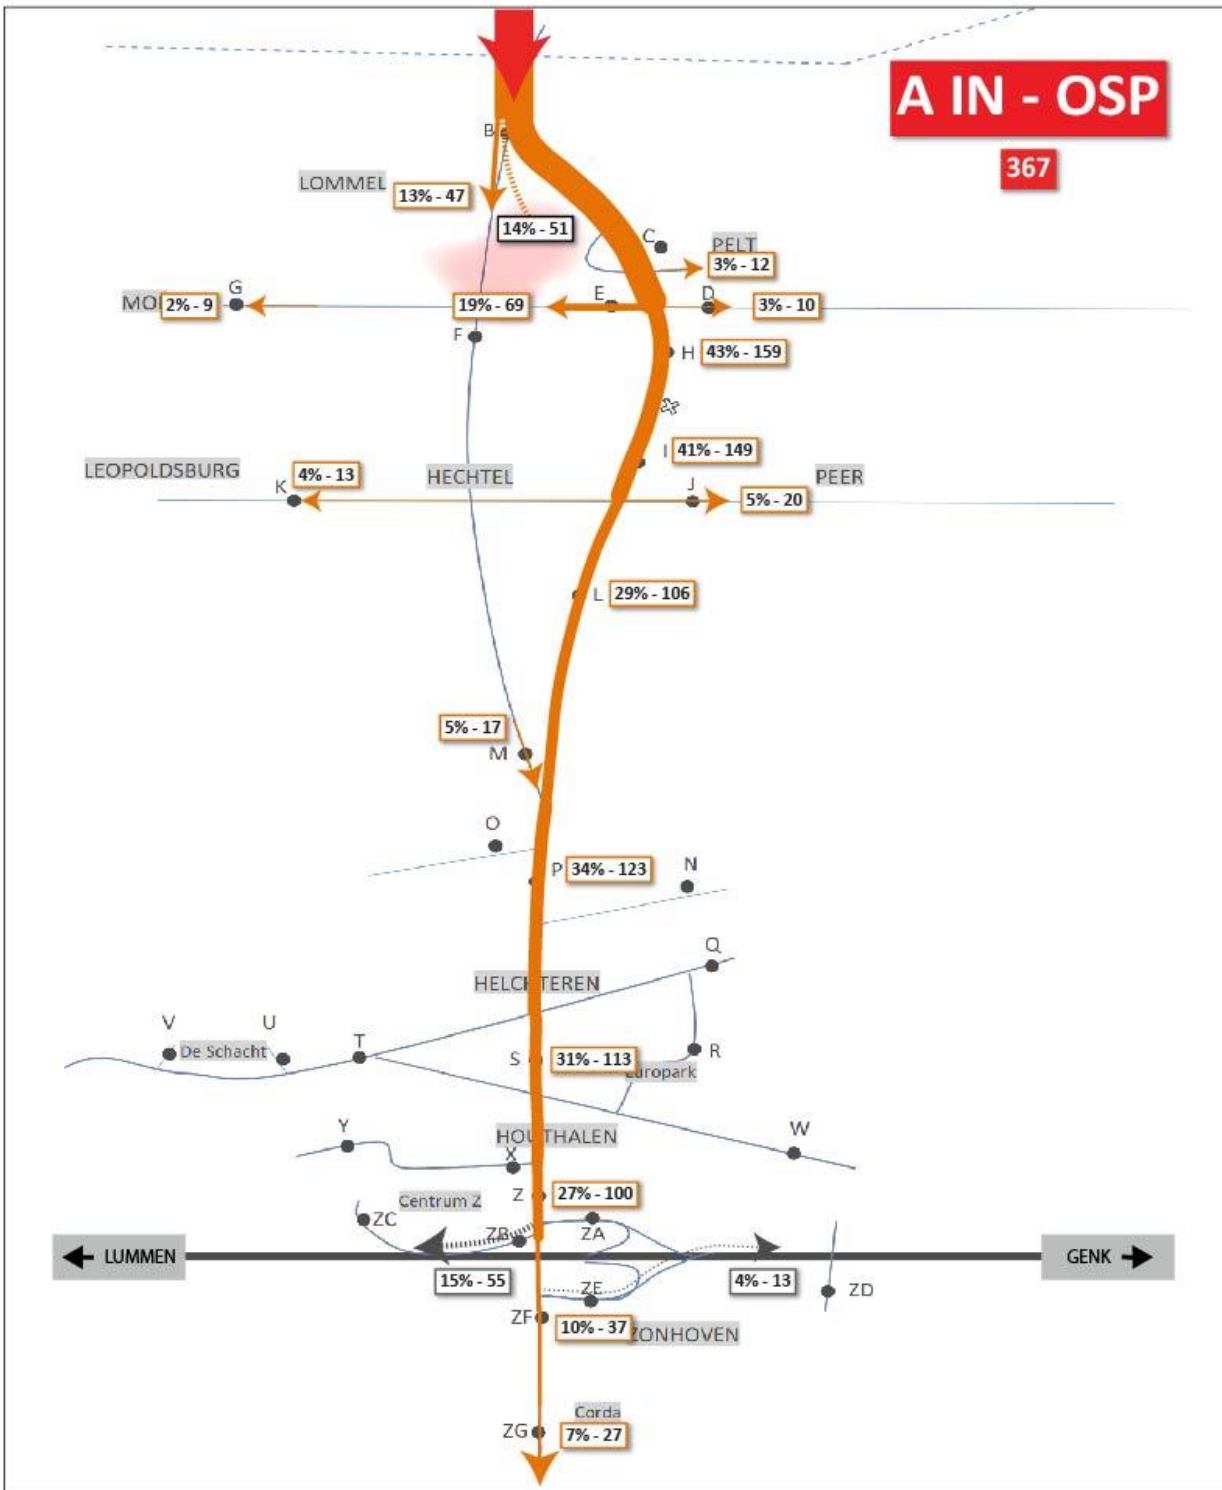 A IN - OSP
367
B
LOMMEL
13% - 47
14% - 51
C
PELT
3% - 12
G
MOL
2% - 9
19% - 69
E
D
3% - 10
F
H
43% - 159
I
41% - 149
LEOPOLDSBURG
4% - 13
HECHTEL
PEER
K
J
5% - 20
L
29% - 106
5% - 17
M
O
P
34% - 123
N
Q
HELCHTEREN
V
De Schacht
U
T
S
31% - 113
R
Europark
Y
HOUTHALEN
X
W
Z
27% - 100
Centrum Z
ZC
ZB
ZA
LUMMEN
GENK
15% - 55
4% - 13
ZE
ZD
ZF
10% - 37
ZONHOVEN
Corda
ZG
7% - 27